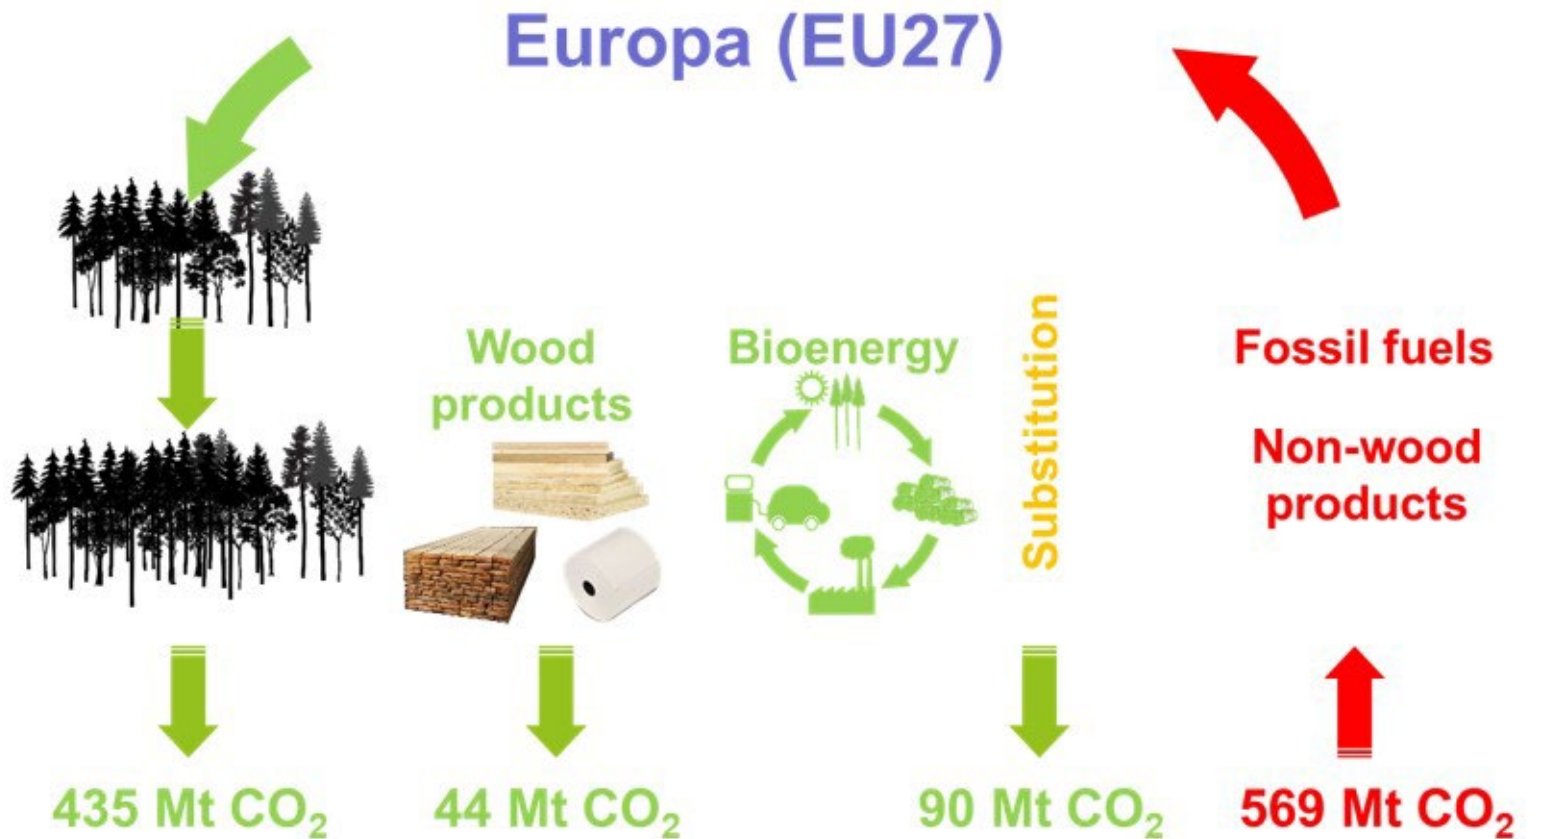 Europa (EU27)
Wood
products
Bioenergy
Substitution
Fossil fuels
Non-wood
products
435 Mt CO₂
44 Mt CO₂
90 Mt CO₂
569 Mt CO₂